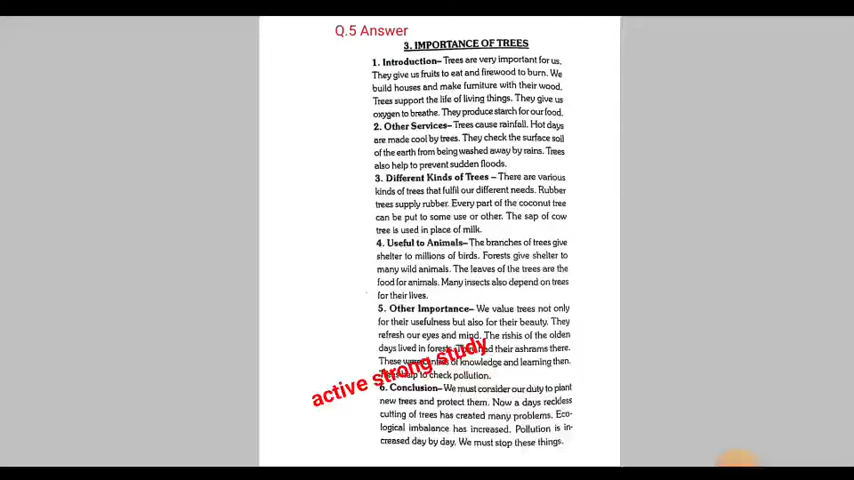 Q.5 Answer
3. IMPORTANCE OF TREES
1. Introduction– Trees are very important for us.
They give us fruits to eat and firewood to burn. We
build houses and make furniture with their wood.
Trees support the life of living things. They give us
oxygen to breathe. They produce starch for our food.
2. Other Services– Trees cause rainfall. Hot days
are made cool by trees. They check the surface soil
of the earth from being washed away by rains. Trees
also help to prevent sudden floods.
3. Different Kinds of Trees – There are various
kinds of trees that fulfil our different needs. Rubber
trees supply rubber. Every part of the coconut tree
can be put to some use or other. The sap of cow
tree is used in place of milk.
4. Useful to Animals– The branches of trees give
shelter to millions of birds. Forests give shelter to
many wild animals. The leaves of the trees are the
food for animals. Many insects also depend on trees
for their lives.
5. Other Importance– We value trees not only
for their usefulness but also for their beauty. They
refresh our eyes and mind. The rishis of the olden
days lived in forests. had their ashrams there.
These of knowledge and learning then.
help to check pollution.
6. Conclusion– We must consider our duty to plant
new trees and protect them. Now a days reckless
cutting of trees has created many problems. Eco-
logical imbalance has increased. Pollution is in-
creased day by day. We must stop these things.
active strong study